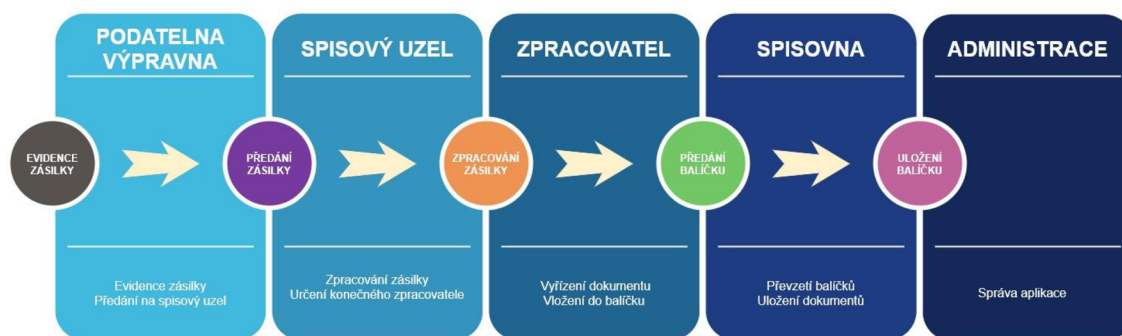 PODATELNA
VÝPRAVNA
SPISOVÝ UZEL
ZPRACOVATEL
SPISOVNA
ADMINISTRACE
EVIDENCE
ZÁSILKY
PŘEDÁNÍ
ZÁSILKY
ZPRACOVÁNÍ
ZÁSILKY
PŘEDÁNÍ
BALÍČKU
ULOŽENÍ
BALÍČKU
Evidence zásilky
Předání na spisový uzel
Zpracování zásilky
Určení konečného zpracovatele
Vyřízení dokumentu
Vložení do balíčku
Převzetí balíčků
Uložení dokumentů
Správa aplikace